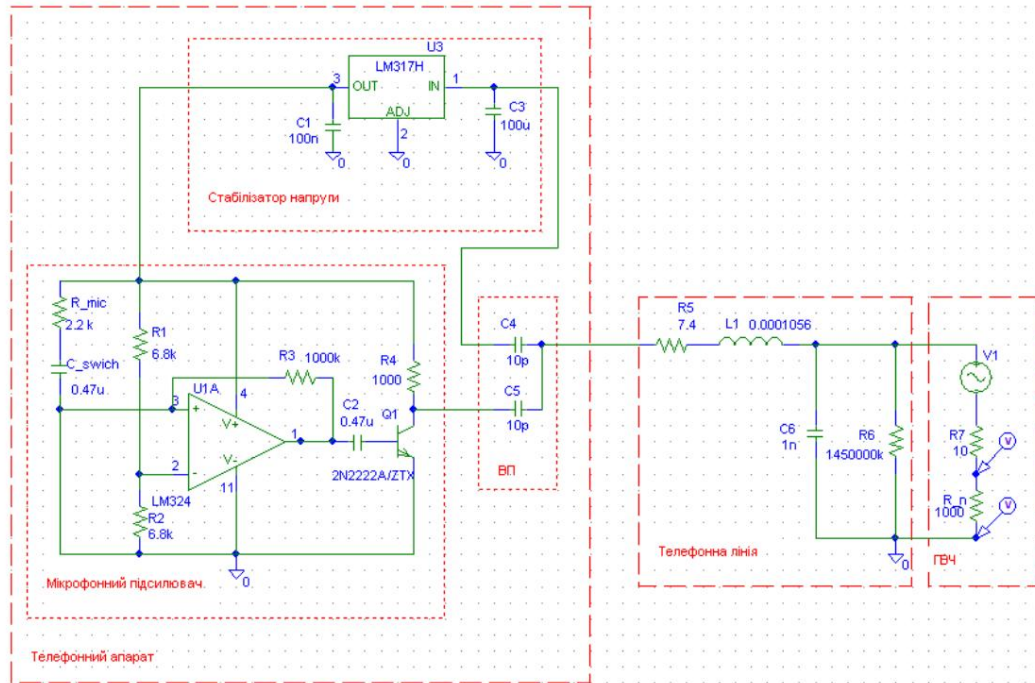 U3
LM317H
3
OUT
IN
1
ADJ
2
C1
100n
C3
100u
0
0
0
Стабілізатор напруги
R_mic
2.2 k
R1
6.8k
C_swich
0.47u
R3
1000k
R4
1000
U1A
3
+
4
V+
1
V-
2
-
11
LM324
C2
0.47u
Q1
2N2222A/ZTX
R2
6.8k
0
Мікрофонний підсилювач
Телефонний апарат
C4
10p
C5
10p
ВП
R5
7.4
L1
0.0001056
C6
1n
R6
1450000k
0
Телефонна лінія
V1
R7
10
V
R_n
1000
V
ПВЧ